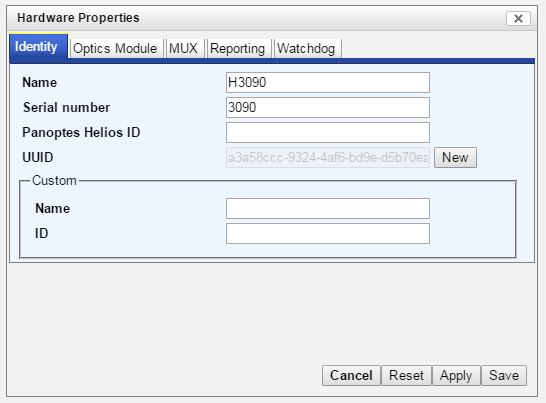 Hardware Properties
Identity Optics Module MUX Reporting Watchdog
Name H3090
Serial number 3090
Panoptes Helios ID
UUID a3a58ccc-9324-4af6-bd9e-d5b70ea New
Custom
Name
ID
Cancel Reset Apply Save